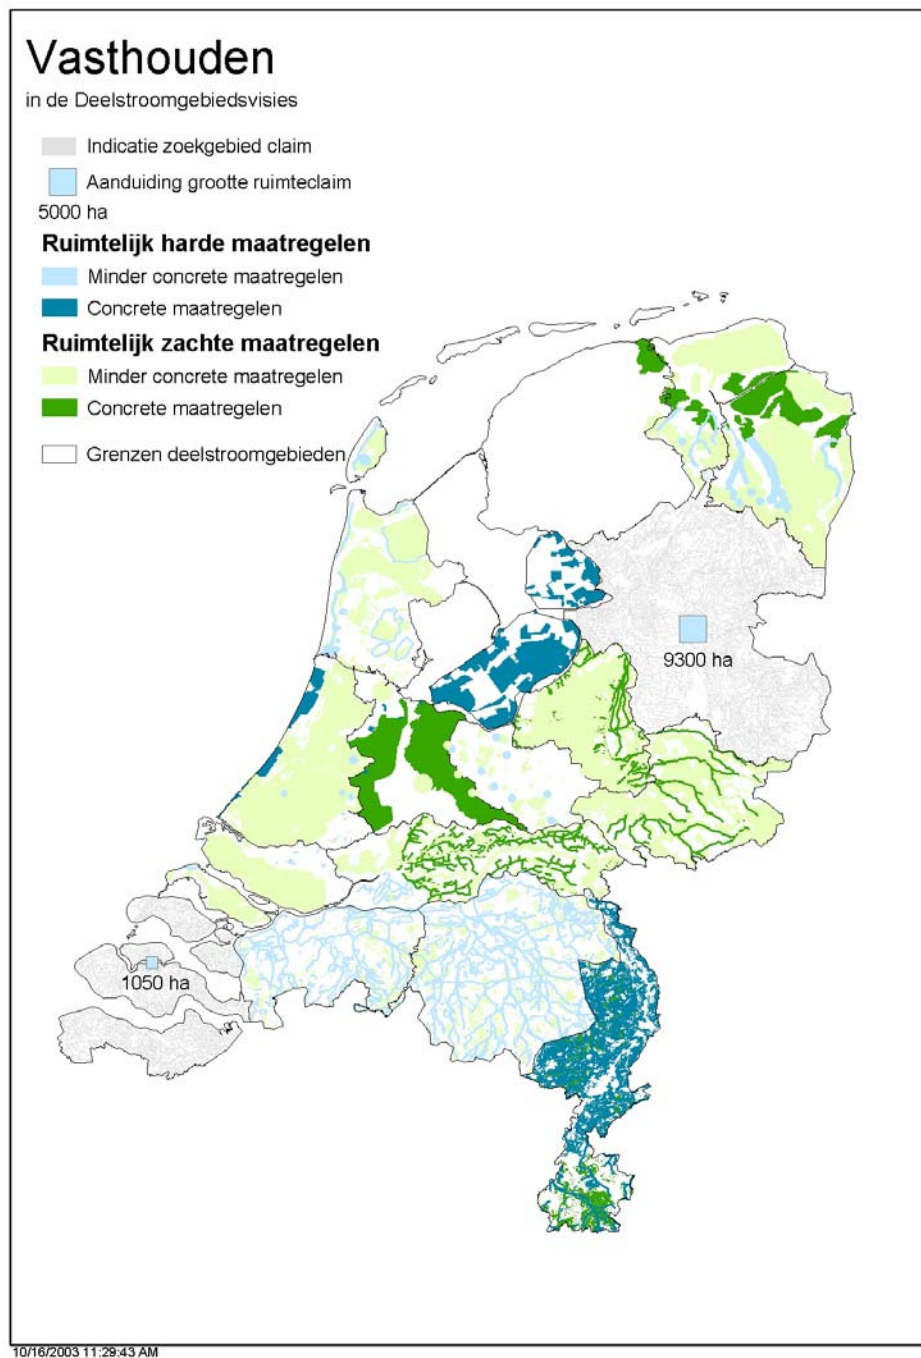 Vasthouden
in de Deelstroomgebiedsvisies
Indicatie zoekgebied claim
Aanduiding grootte ruimteclaim
5000 ha
Ruimtelijk harde maatregelen
Minder concrete maatregelen
Concrete maatregelen
Ruimtelijk zachte maatregelen
Minder concrete maatregelen
Concrete maatregelen
Grenzen deelstroomgebieden
9300 ha
1050 ha
10/16/2003 11:29:43 AM